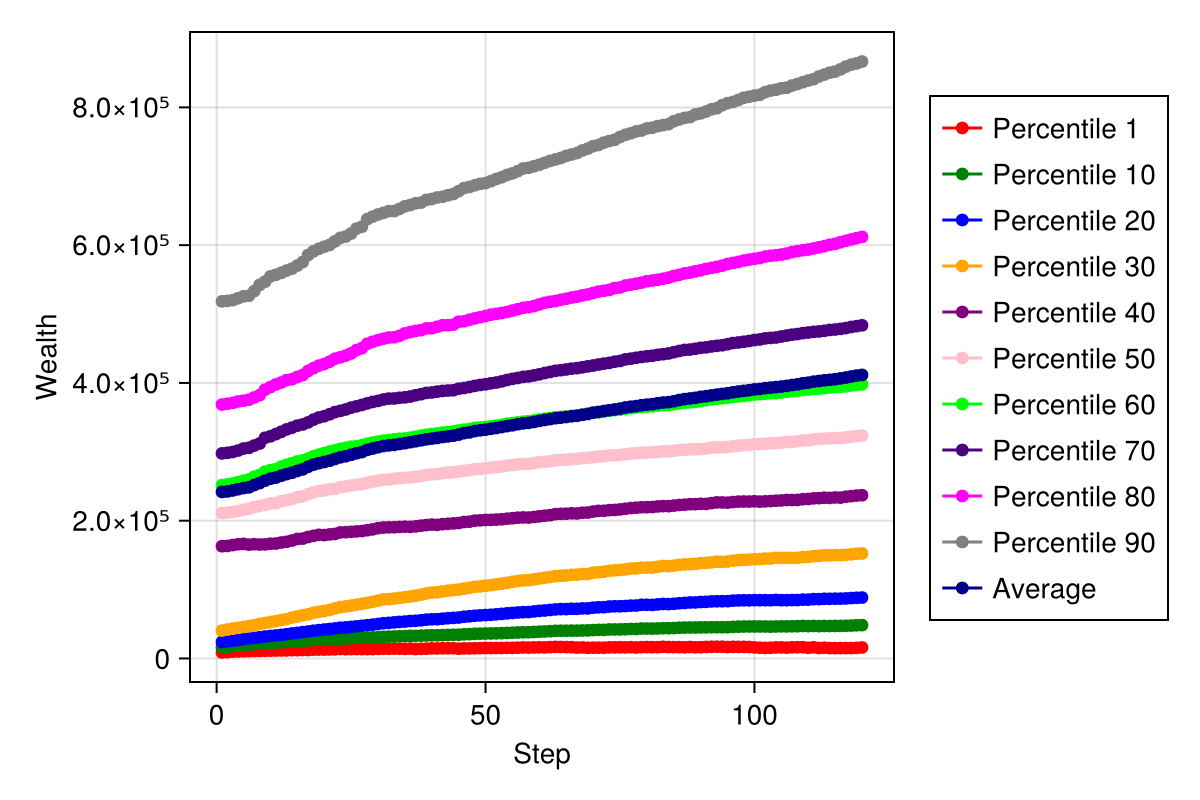 8.0×10⁵
6.0×10⁵
4.0×10⁵
2.0×10⁵
0
Wealth
0 50 100
Step
Percentile 1
Percentile 10
Percentile 20
Percentile 30
Percentile 40
Percentile 50
Percentile 60
Percentile 70
Percentile 80
Percentile 90
Average